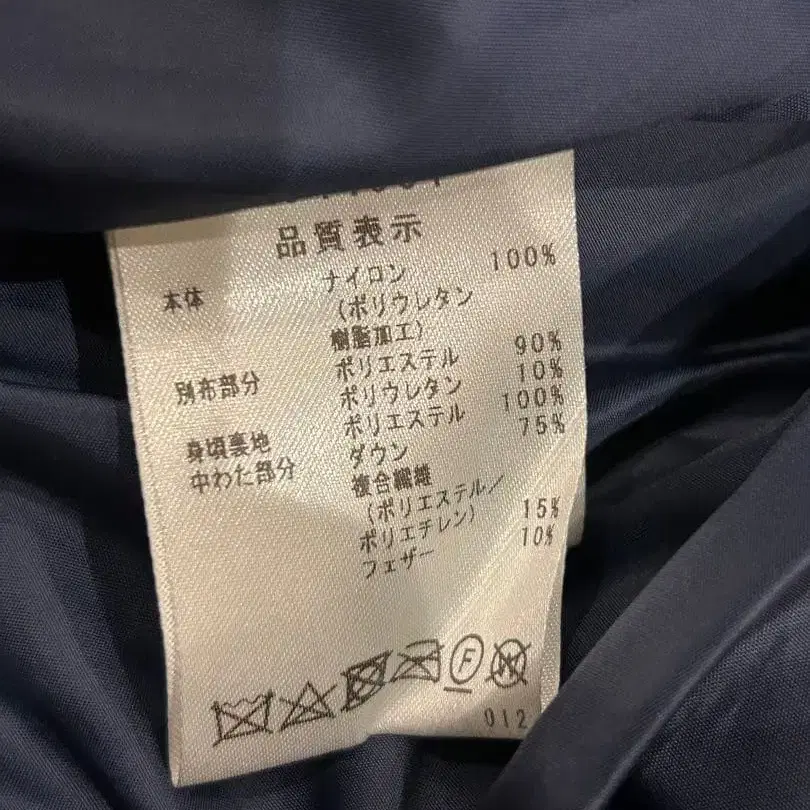 品質表示
本体 ナイロン 100%
(ポリウレタン
樹脂加工)
別布部分 ポリエステル 90%
ポリウレタン 10%
身頃裏地 ポリエステル 100%
中わた部分 ダウン 75%
複合繊維
(ポリエステル/
ポリエチレン) 15%
フェザー 10%
F
W
012